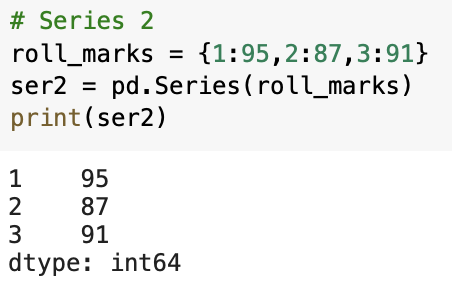 # Series 2
roll_marks = {1:95,2:87,3:91}
ser2 = pd.Series(roll_marks)
print(ser2)
1    95
2    87
3    91
dtype: int64